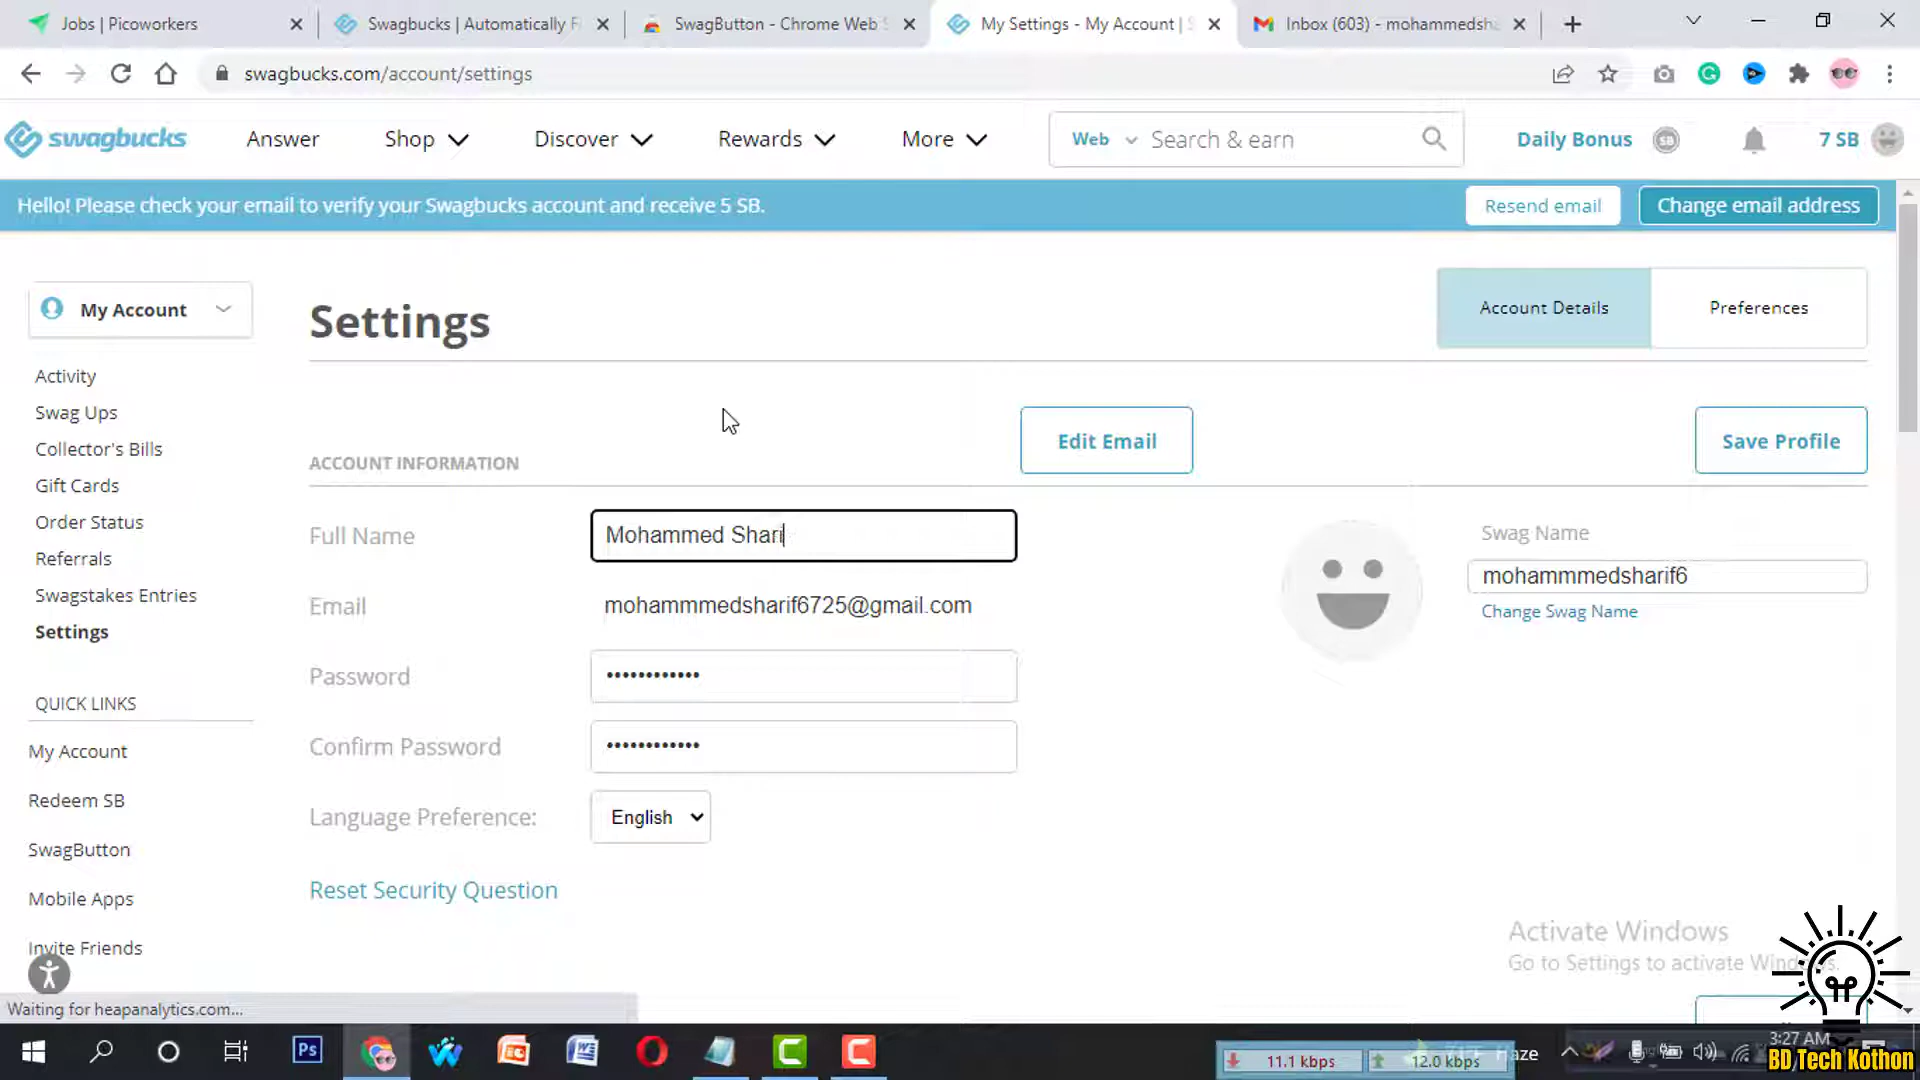 Jobs | Picoworkers
Swagbucks | Automatically F
SwagButton - Chrome Web S
My Settings - My Account | S
Inbox (603) - mohammedsha
swagbucks.com/account/settings
swagbucks
Answer
Shop
Discover
Rewards
More
Web
Search & earn
Daily Bonus
SB
7 SB
Hello! Please check your email to verify your Swagbucks account and receive 5 SB.
Resend email
Change email address
My Account
Settings
Account Details
Preferences
Activity
Swag Ups
Collector's Bills
Gift Cards
Order Status
Referrals
Swagstakes Entries
Settings
QUICK LINKS
My Account
Redeem SB
SwagButton
Mobile Apps
Invite Friends
ACCOUNT INFORMATION
Edit Email
Save Profile
Full Name
Mohammed Shari
Email
mohammmedsharif6725@gmail.com
Password
••••••••••••
Confirm Password
••••••••••••
Language Preference:
English
Reset Security Question
Swag Name
mohammmedsharif6
Change Swag Name
Activate Windows
Go to Settings to activate Windows.
Waiting for heapanalytics.com...
Ps
11.1 kbps
12.0 kbps
Haze
3:27 AM
BD Tech Kothon